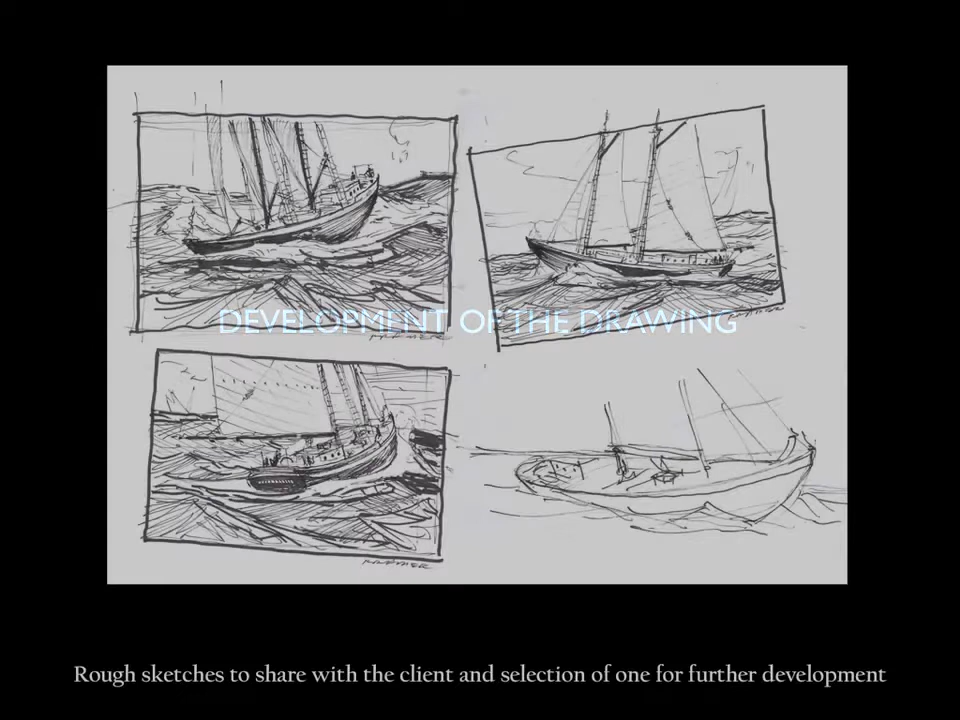 DEVELOPMENT OF THE DRAWING
Rough sketches to share with the client and selection of one for further development